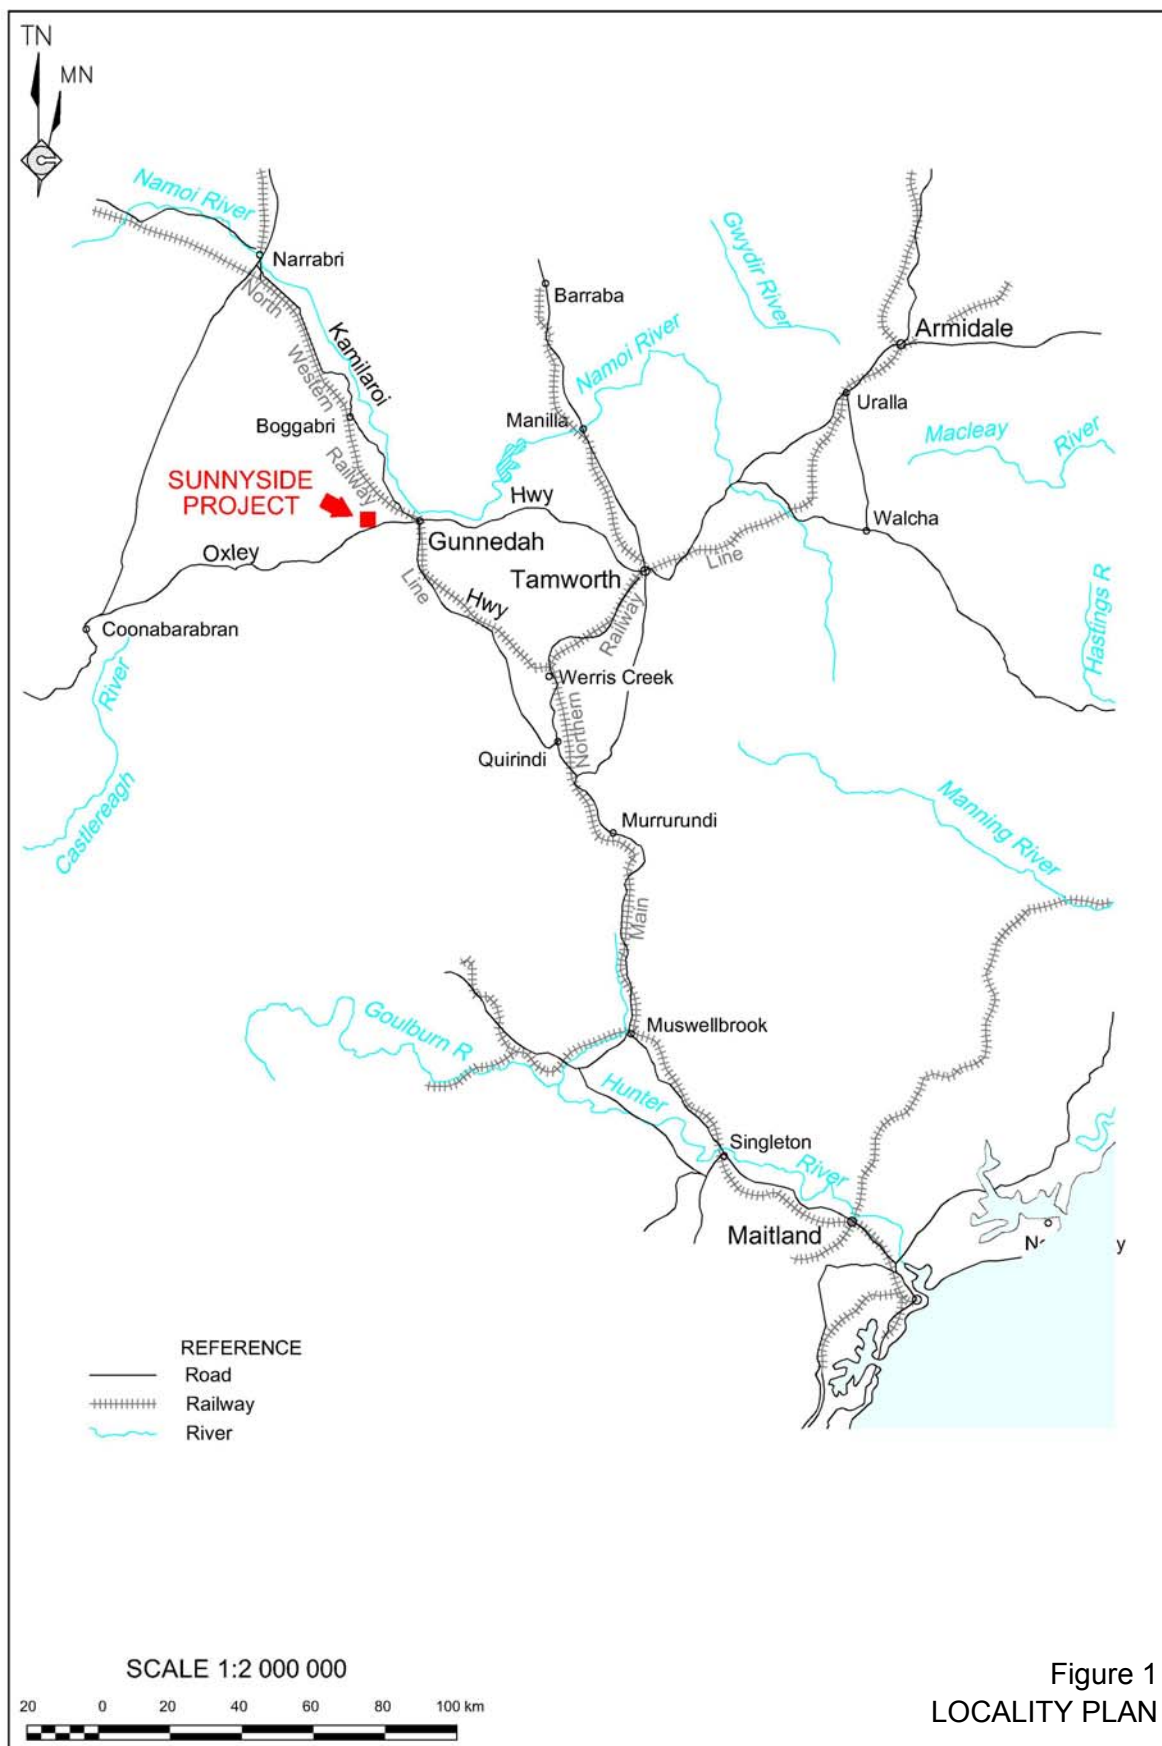 TN
MN
Namoi River
Narrabri
North
Western
Railway
Line
Kamilaroi
Hwy
Boggabri
SUNNYSIDE
PROJECT
Oxley
Hwy
Gunnedah
Coonabarabran
Castlereagh
River
Barraba
Namoi River
Manilla
Gwydir River
Armidale
Uralla
Macleay
River
Walcha
Hastings R
Tamworth
Line
Railway
Werris Creek
Northern
Quirindi
Murrurundi
Main
Manning River
Muswellbrook
Goulburn R
Hunter
River
Singleton
Maitland
REFERENCE
Road
Railway
River
SCALE 1:2 000 000
20 0 20 40 60 80 100 km
Figure 1
LOCALITY PLAN